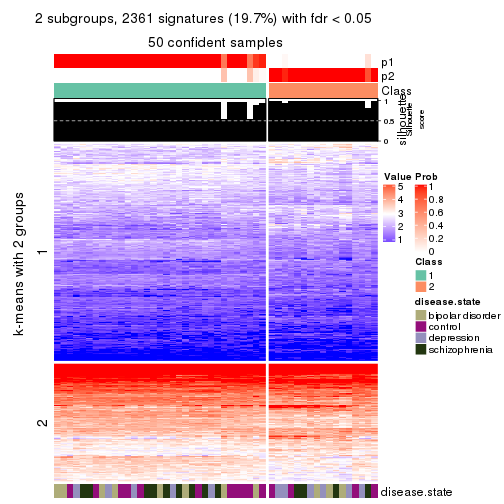 2 subgroups, 2361 signatures (19.7%) with fdr < 0.05
50 confident samples
p1
p2
Class
silhouette
Silhouette
score
1
0.5
0
k-means with 2 groups
1
2
disease.state
Value
5
4
3
2
1
Prob
1
0.8
0.6
0.4
0.2
0
Class
1
2
disease.state
bipolar disorder
control
depression
schizophrenia